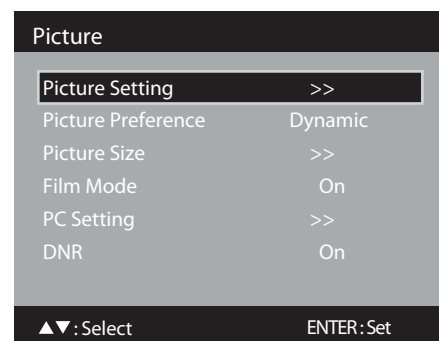 Picture
Picture Setting >>
Picture Preference Dynamic
Picture Size >>
Film Mode On
PC Setting >>
DNR On
▲▼: Select ENTER: Set